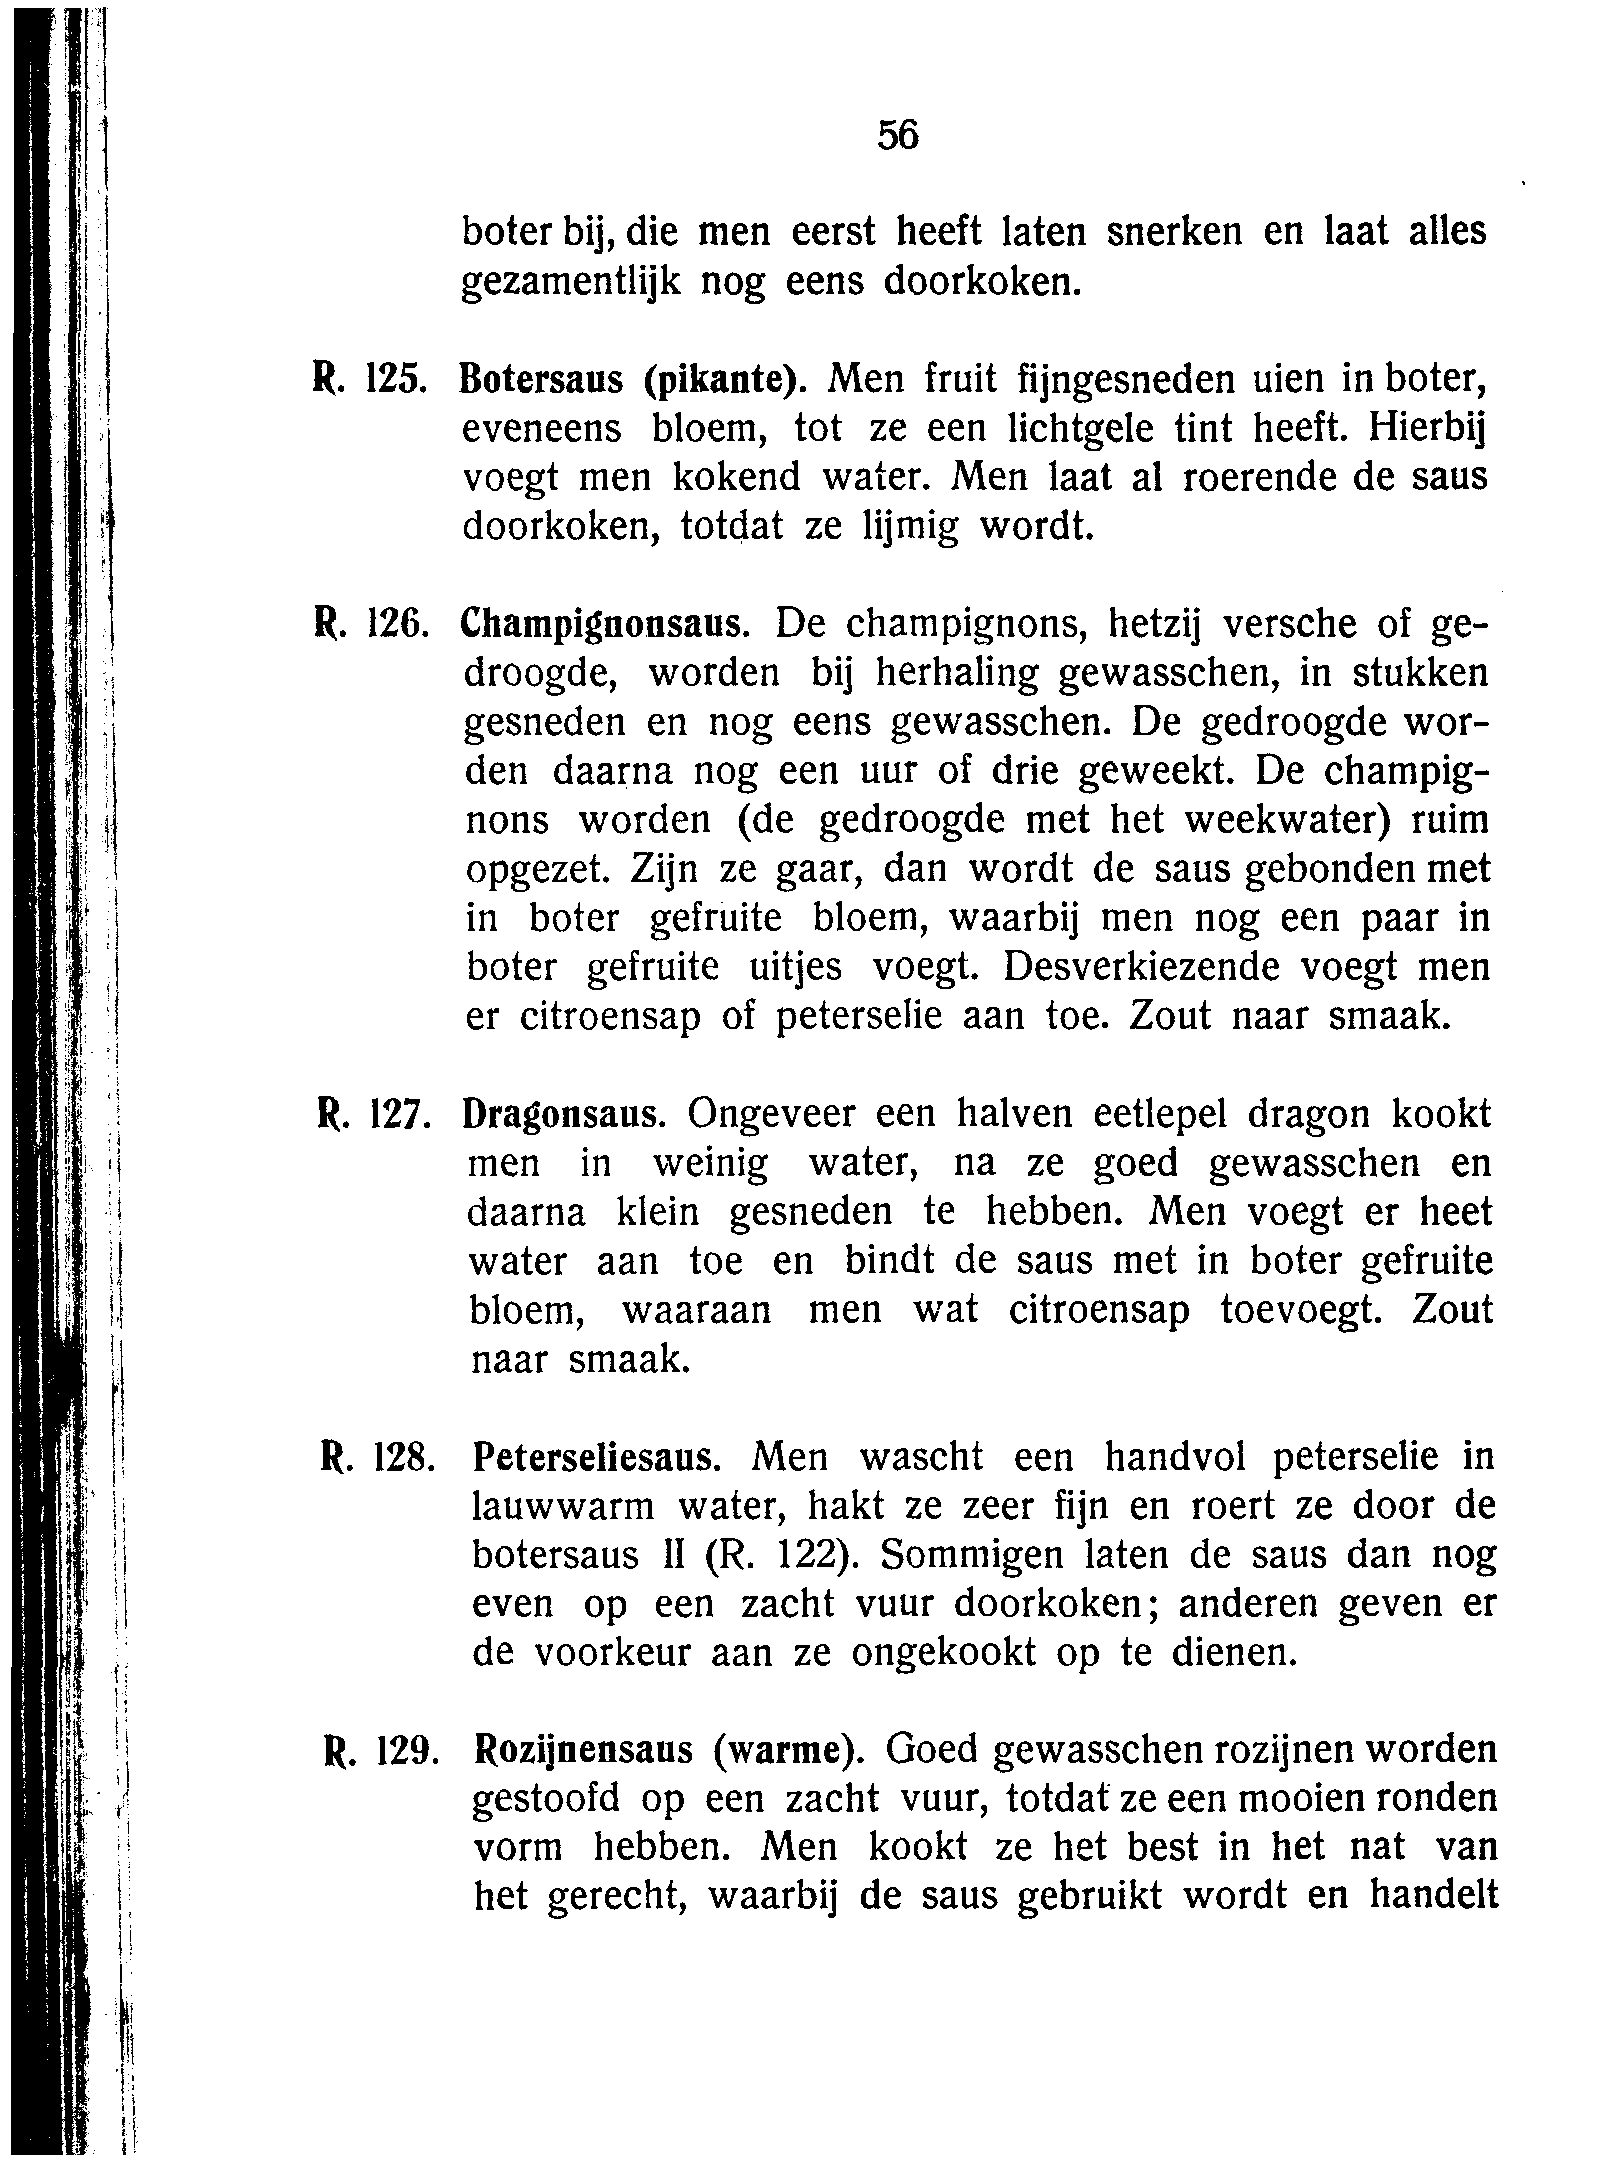 56
boter bij, die men eerst heeft laten snerken en laat alles
gezamentlijk nog eens doorkoken.
R. 125. Botersaus (pikante). Men fruit fijngesneden uien in boter,
eveneens bloem, tot ze een lichtgele tint heeft. Hierbij
voegt men kokend water. Men laat al roerende de saus
doorkoken, totdat ze lijmig wordt.
R. 126. Champignonsaus. De champignons, hetzij versche of ge-
droogde, worden bij herhaling gewasschen, in stukken
gesneden en nog eens gewasschen. De gedroogde wor-
den daarna nog een uur of drie geweekt. De champig-
nons worden (de gedroogde met het weekwater) ruim
opgezet. Zijn ze gaar, dan wordt de saus gebonden met
in boter gefruite bloem, waarbij men nog een paar in
boter gefruite uitjes voegt. Desverkiezende voegt men
er citroensap of peterselie aan toe. Zout naar smaak.
R. 127. Dragonsaus. Ongeveer een halven eetlepel dragon kookt
men in weinig water, na ze goed gewasschen en
daarna klein gesneden te hebben. Men voegt er heet
water aan toe en bindt de saus met in boter gefruite
bloem, waaraan men wat citroensap toevoegt. Zout
naar smaak.
R. 128. Peterseliesaus. Men wascht een handvol peterselie in
lauwwarm water, hakt ze zeer fijn en roert ze door de
botersaus II (R. 122). Sommigen laten de saus dan nog
even op een zacht vuur doorkoken; anderen geven er
de voorkeur aan ze ongekookt op te dienen.
R. 129. Rozijnensaus (warme). Goed gewasschen rozijnen worden
gestoofd op een zacht vuur, totdat ze een mooien ronden
vorm hebben. Men kookt ze het best in het nat van
het gerecht, waarbij de saus gebruikt wordt en handelt